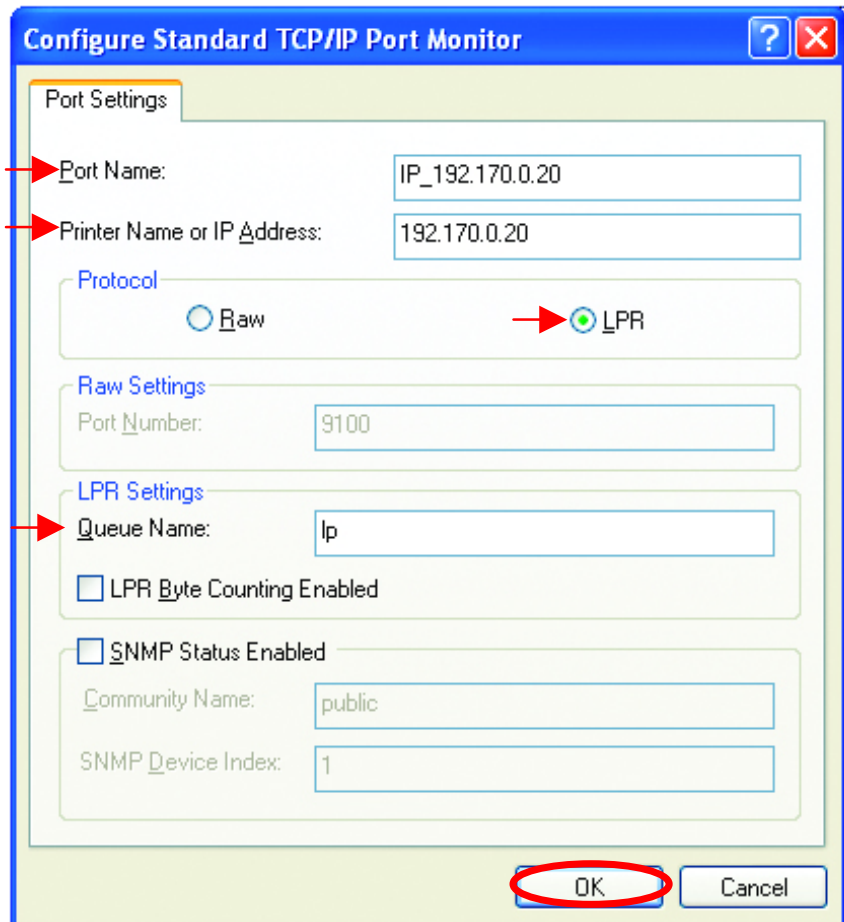 Configure Standard TCP/IP Port Monitor
Port Settings
Port Name: IP_192.170.0.20
Printer Name or IP Address: 192.170.0.20
Protocol
Raw LPR
Raw Settings
Port Number: 9100
LPR Settings
Queue Name: lp
LPR Byte Counting Enabled
SNMP Status Enabled
Community Name: public
SNMP Device Index: 1
OK Cancel